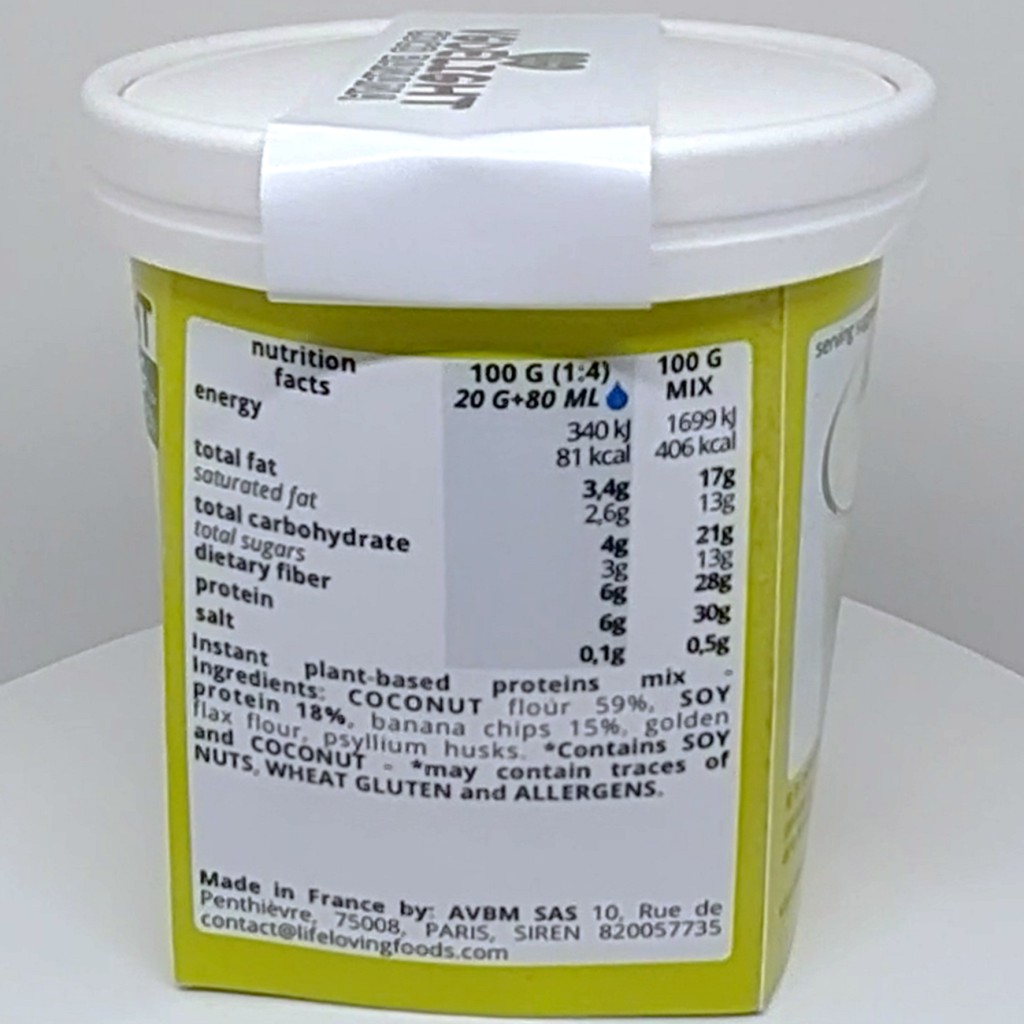 nutrition facts
100 G (1:4) 100 G
20 G+80 ML MIX
energy 340 kJ 1699 kJ
81 kcal 406 kcal
total fat 3,4g 17g
saturated fat 2,6g 13g
total carbohydrate 4g 21g
total sugars 3g 13g
dietary fiber 6g 28g
protein 6g 30g
salt 0,1g 0,5g
Instant plant-based proteins mix -
Ingredients: COCONUT flour 59%, SOY
protein 18%, banana chips 15%, golden
flax flour, psyllium husks. *Contains SOY
and COCONUT - *may contain traces of
NUTS, WHEAT GLUTEN and ALLERGENS.
Made in France by: AVBM SAS 10, Rue de
Penthièvre, 75008, PARIS, SIREN 820057735
contact@lifelovingfoods.com
serving